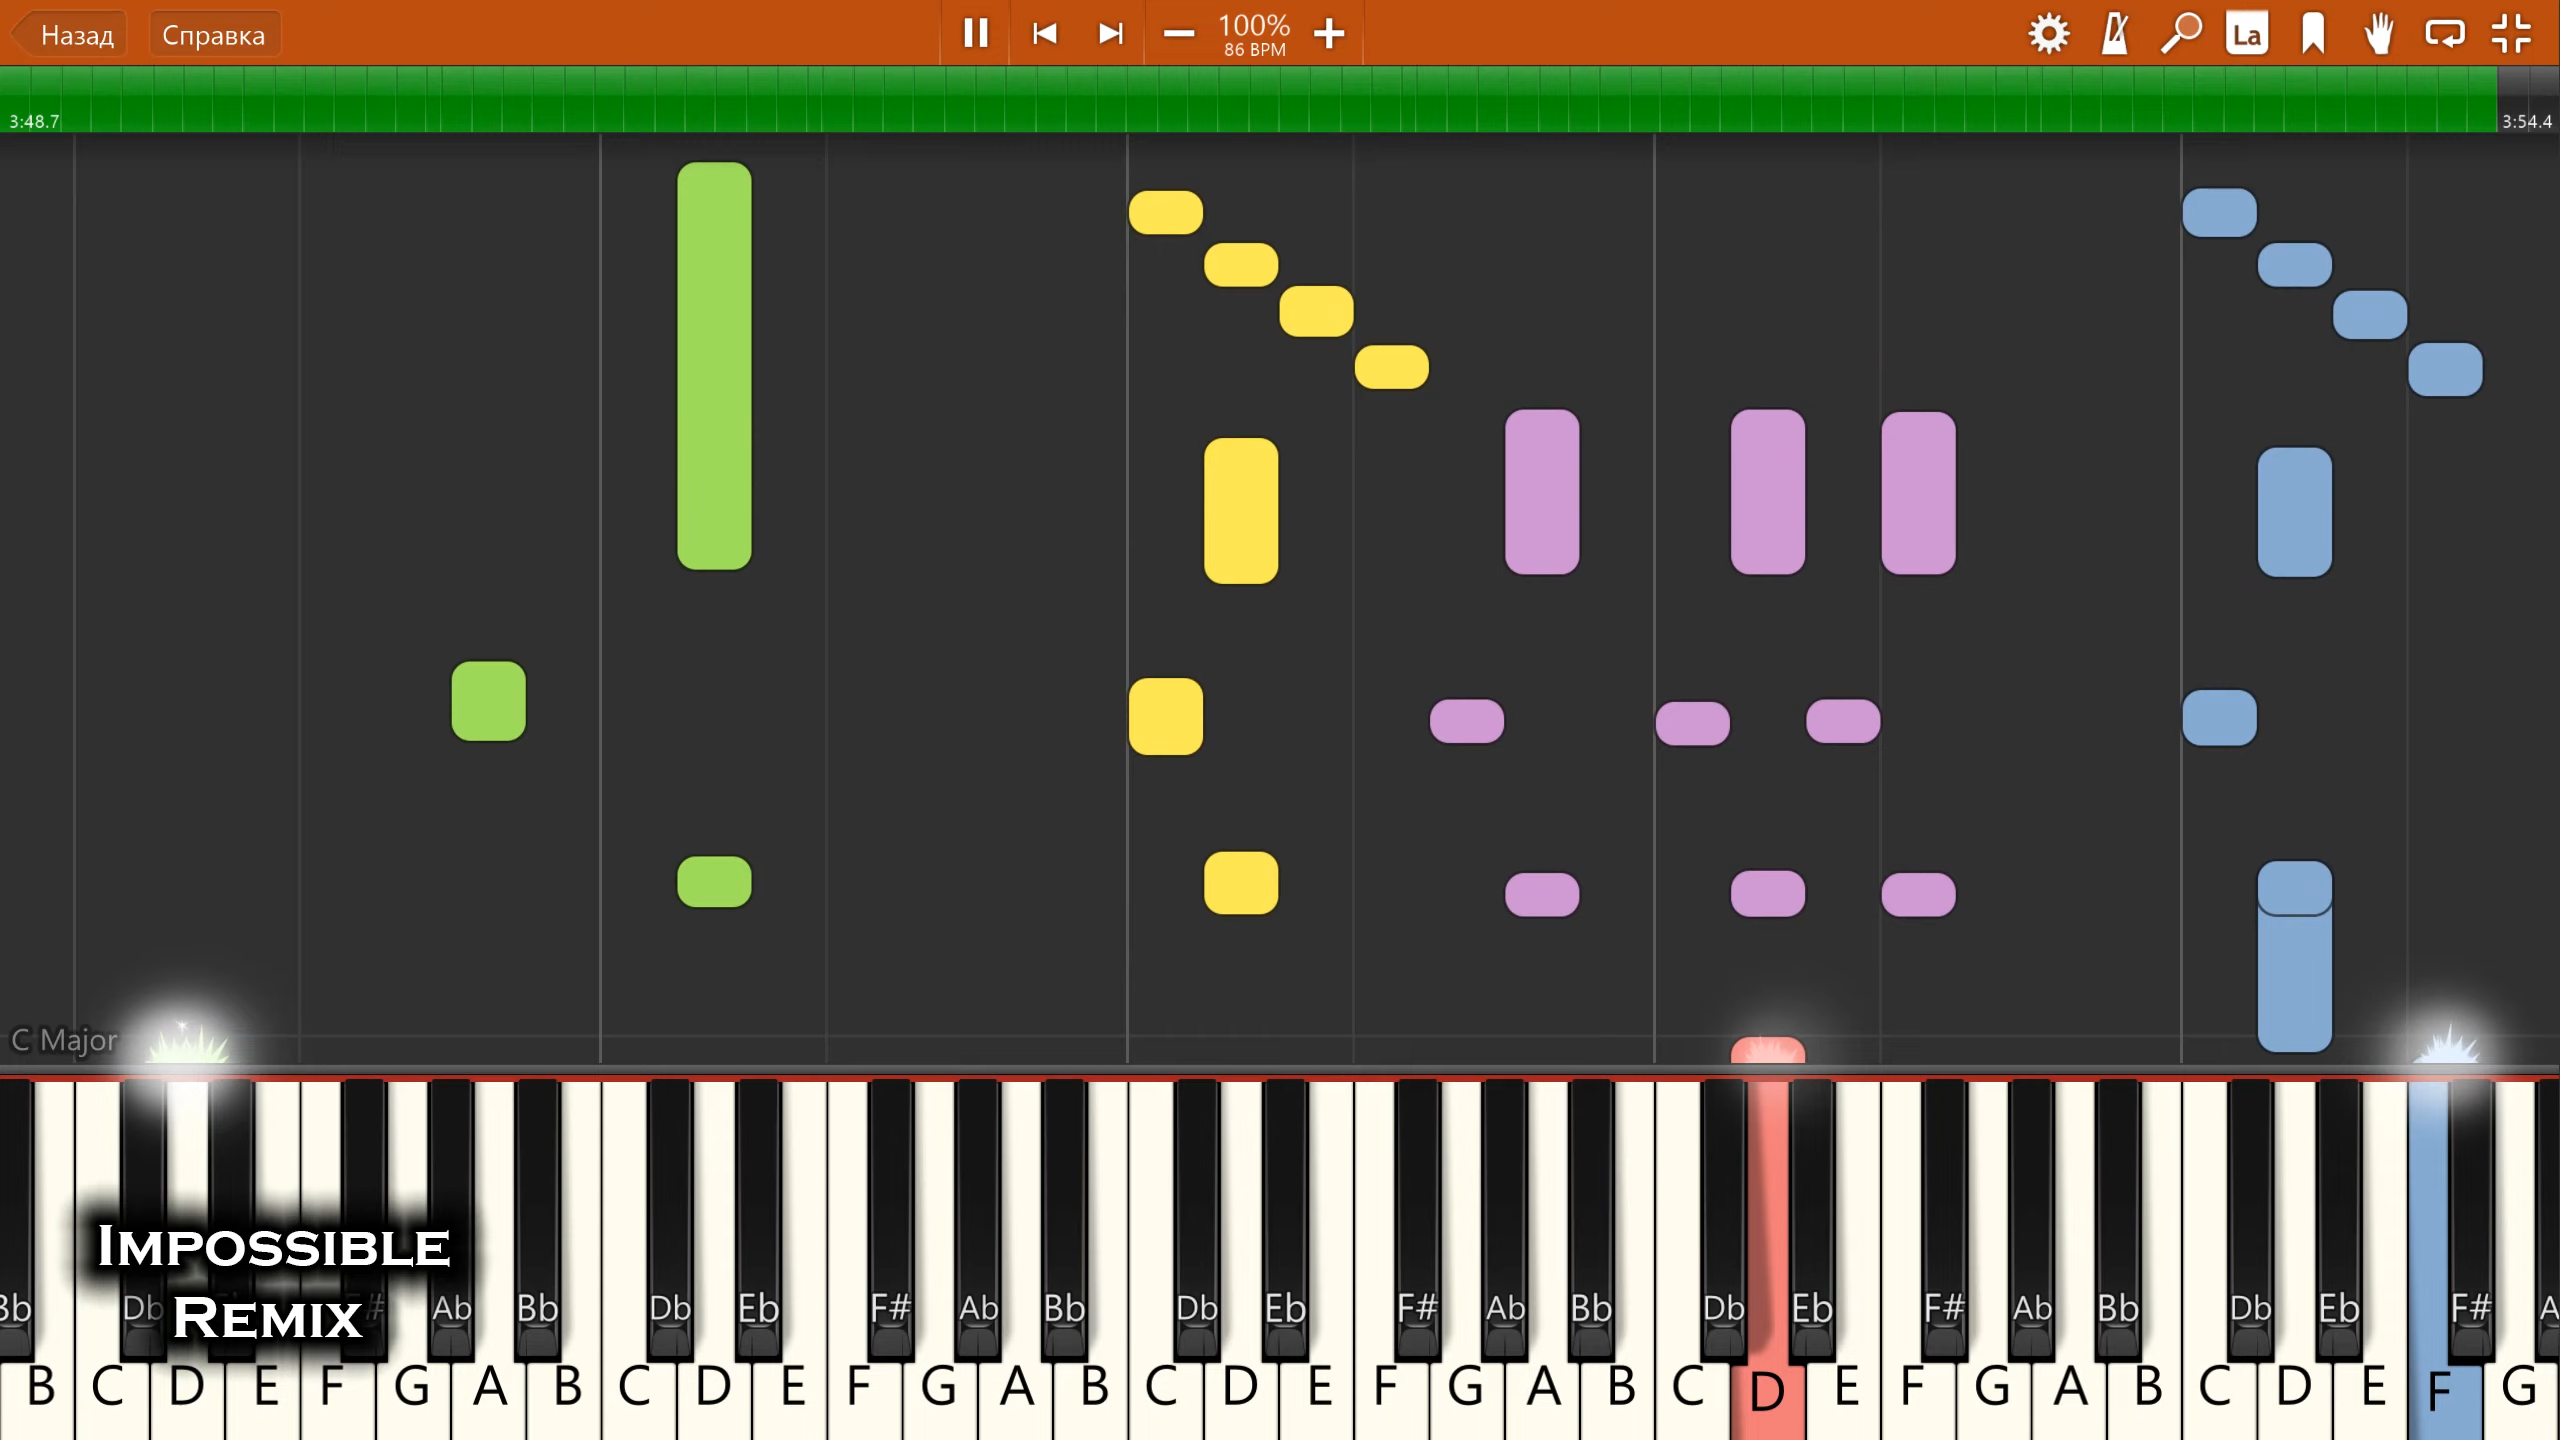 Назад Справка 100% La
86 BPM
3:48.7 3:54.4
C Major
Impossible
Remix
Bb Db # Ab Bb Db Eb F# Ab Bb Db Eb F# Ab Bb Db Eb F# Ab Bb Db Eb F# A
B C D E F G A B C D E F G A B C D E F G A B C D E F G A B C D E F G